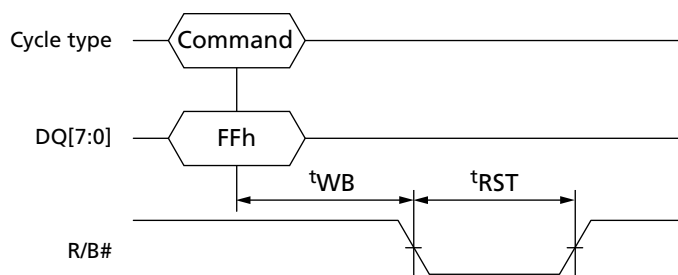 Cycle type Command
DQ[7:0] FFh
tWB tRST
R/B#